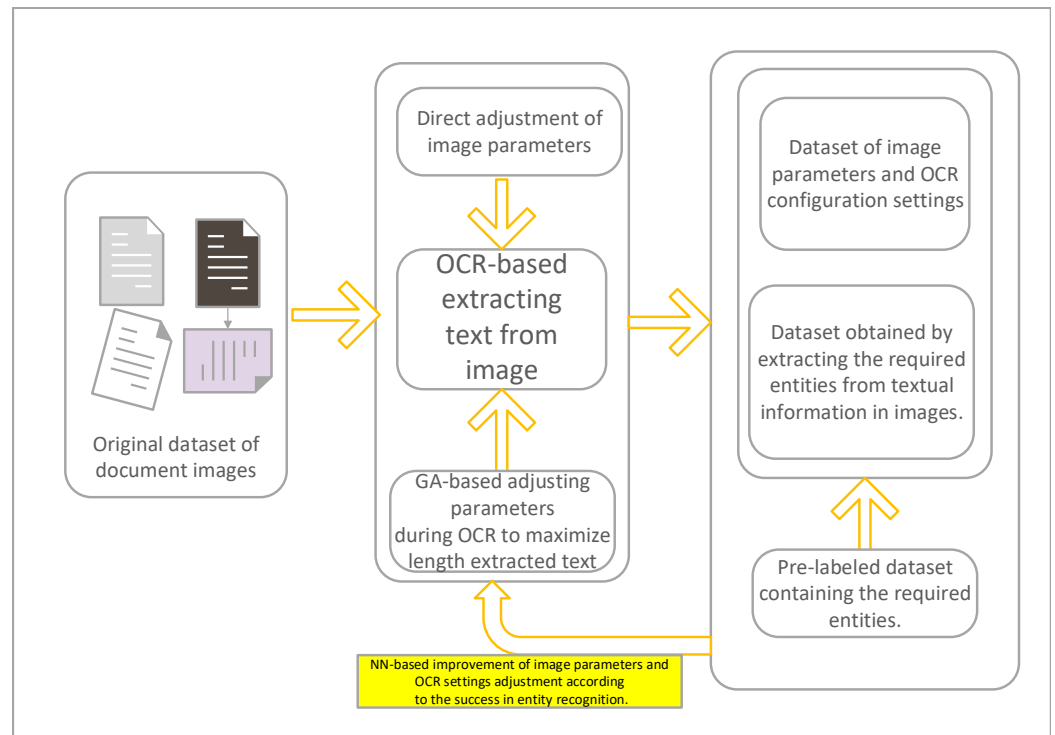 Original dataset of
document images
Direct adjustment of
image parameters
OCR-based
extracting
text from
image
GA-based adjusting
parameters
during OCR to maximize
length extracted text
Dataset of image
parameters and OCR
configuration settings
Dataset obtained by
extracting the required
entities from textual
information in images.
Pre-labeled dataset
containing the required
entities.
NN-based improvement of image parameters and
OCR settings adjustment according
to the success in entity recognition.